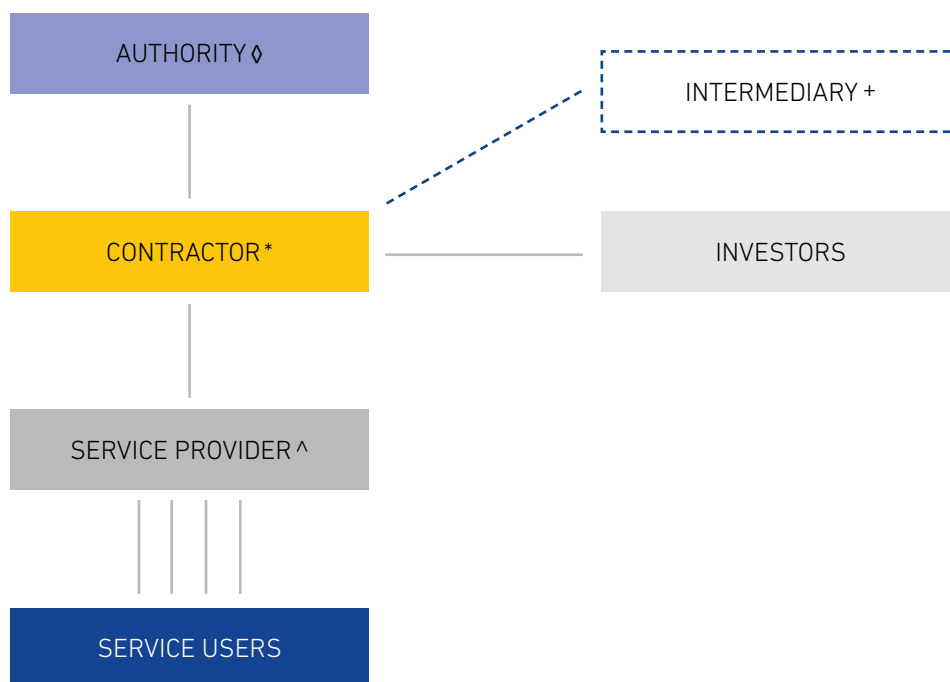 AUTHORITY ◊
INTERMEDIARY +
CONTRACTOR *
INVESTORS
SERVICE PROVIDER ^
SERVICE USERS